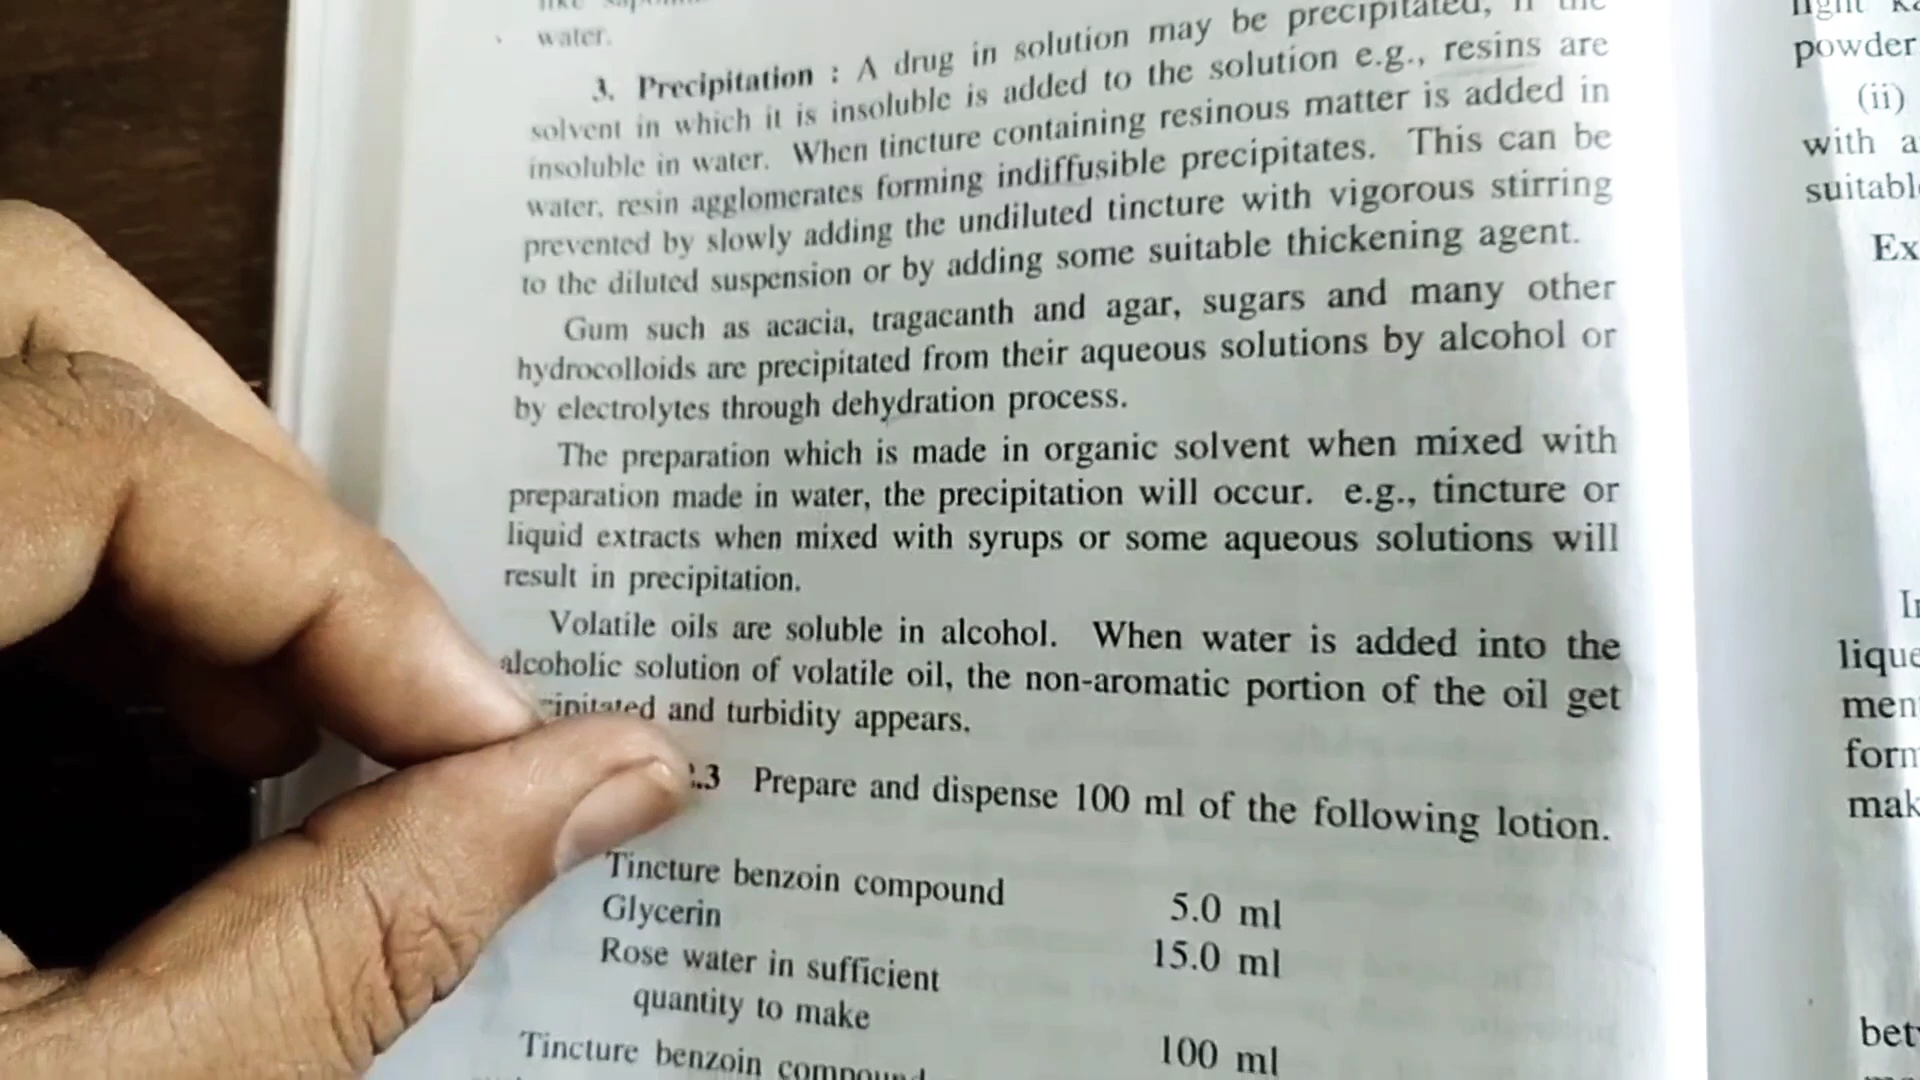 water.
3. Precipitation : A drug in solution may be precipitated, if the
solvent in which it is insoluble is added to the solution e.g., resins are
insoluble in water. When tincture containing resinous matter is added in
water, resin agglomerates forming indiffusible precipitates. This can be
prevented by slowly adding the undiluted tincture with vigorous stirring
to the diluted suspension or by adding some suitable thickening agent.
Gum such as acacia, tragacanth and agar, sugars and many other
hydrocolloids are precipitated from their aqueous solutions by alcohol or
by electrolytes through dehydration process.
The preparation which is made in organic solvent when mixed with
preparation made in water, the precipitation will occur. e.g., tincture or
liquid extracts when mixed with syrups or some aqueous solutions will
result in precipitation.
Volatile oils are soluble in alcohol. When water is added into the
alcoholic solution of volatile oil, the non-aromatic portion of the oil get
and turbidity appears.
.3 Prepare and dispense 100 ml of the following lotion.
Tincture benzoin compound 5.0 ml
Glycerin 15.0 ml
Rose water in sufficient
quantity to make 100 ml
Tincture benzoin compound
light
powder
(ii)
with a
suitabl
Ex
lique
men
form
mak
bet